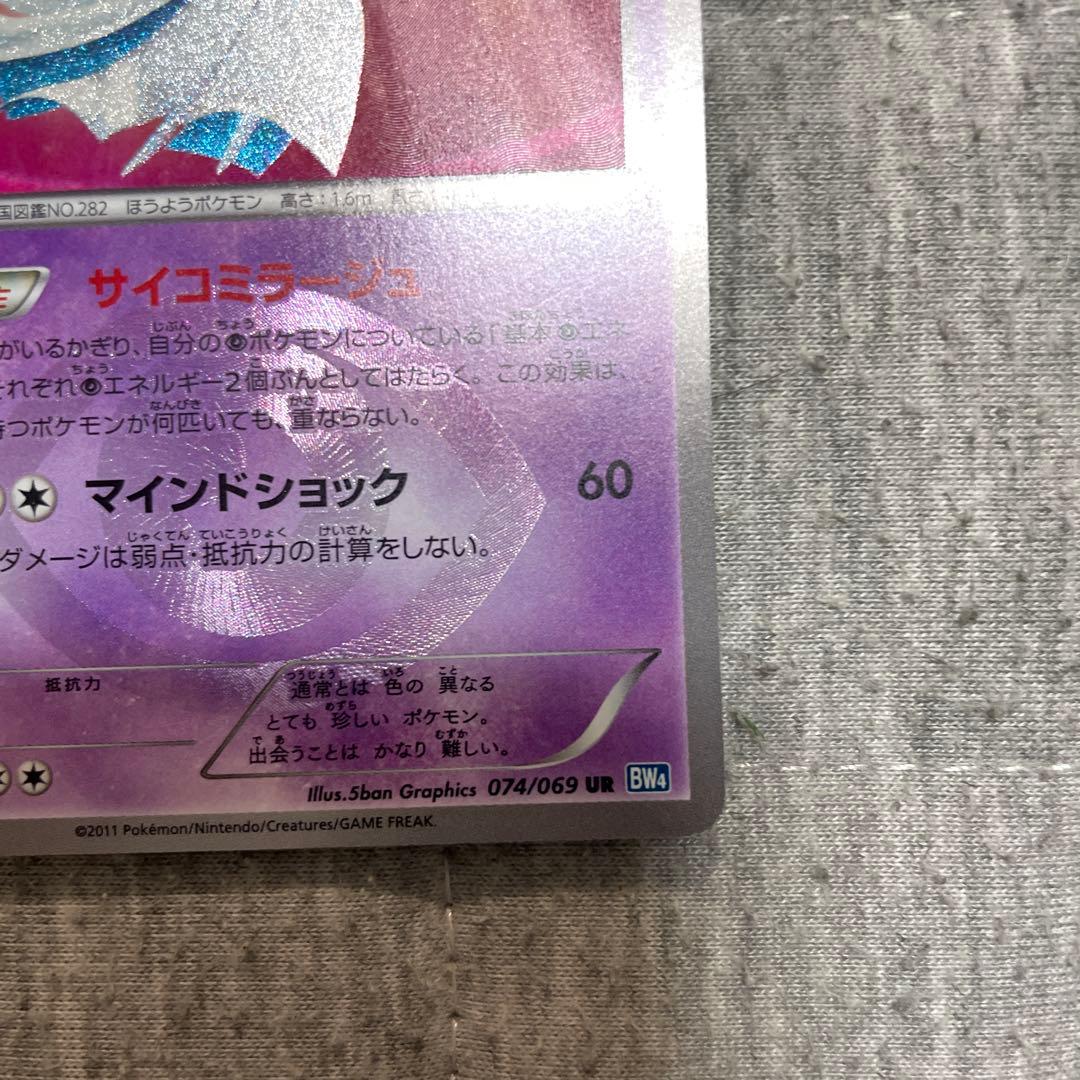 国図鑑NO.282 ほうようポケモン 高さ:1.6m
サイコミラージュ
がいるかぎり、自分のポケモンについている「基本エネ
それぞれエネルギー2個ぶんとしてはたらく。この効果は、
持つポケモンが何匹いても、重ならない。
マインドショック 60
ダメージは弱点・抵抗力の計算をしない。
抵抗力
通常とは 色の 異なる
とても 珍しい ポケモン。
出会うことは かなり 難しい。
Illus.5ban Graphics 074/069 UR BW4
©2011 Pokémon/Nintendo/Creatures/GAME FREAK.